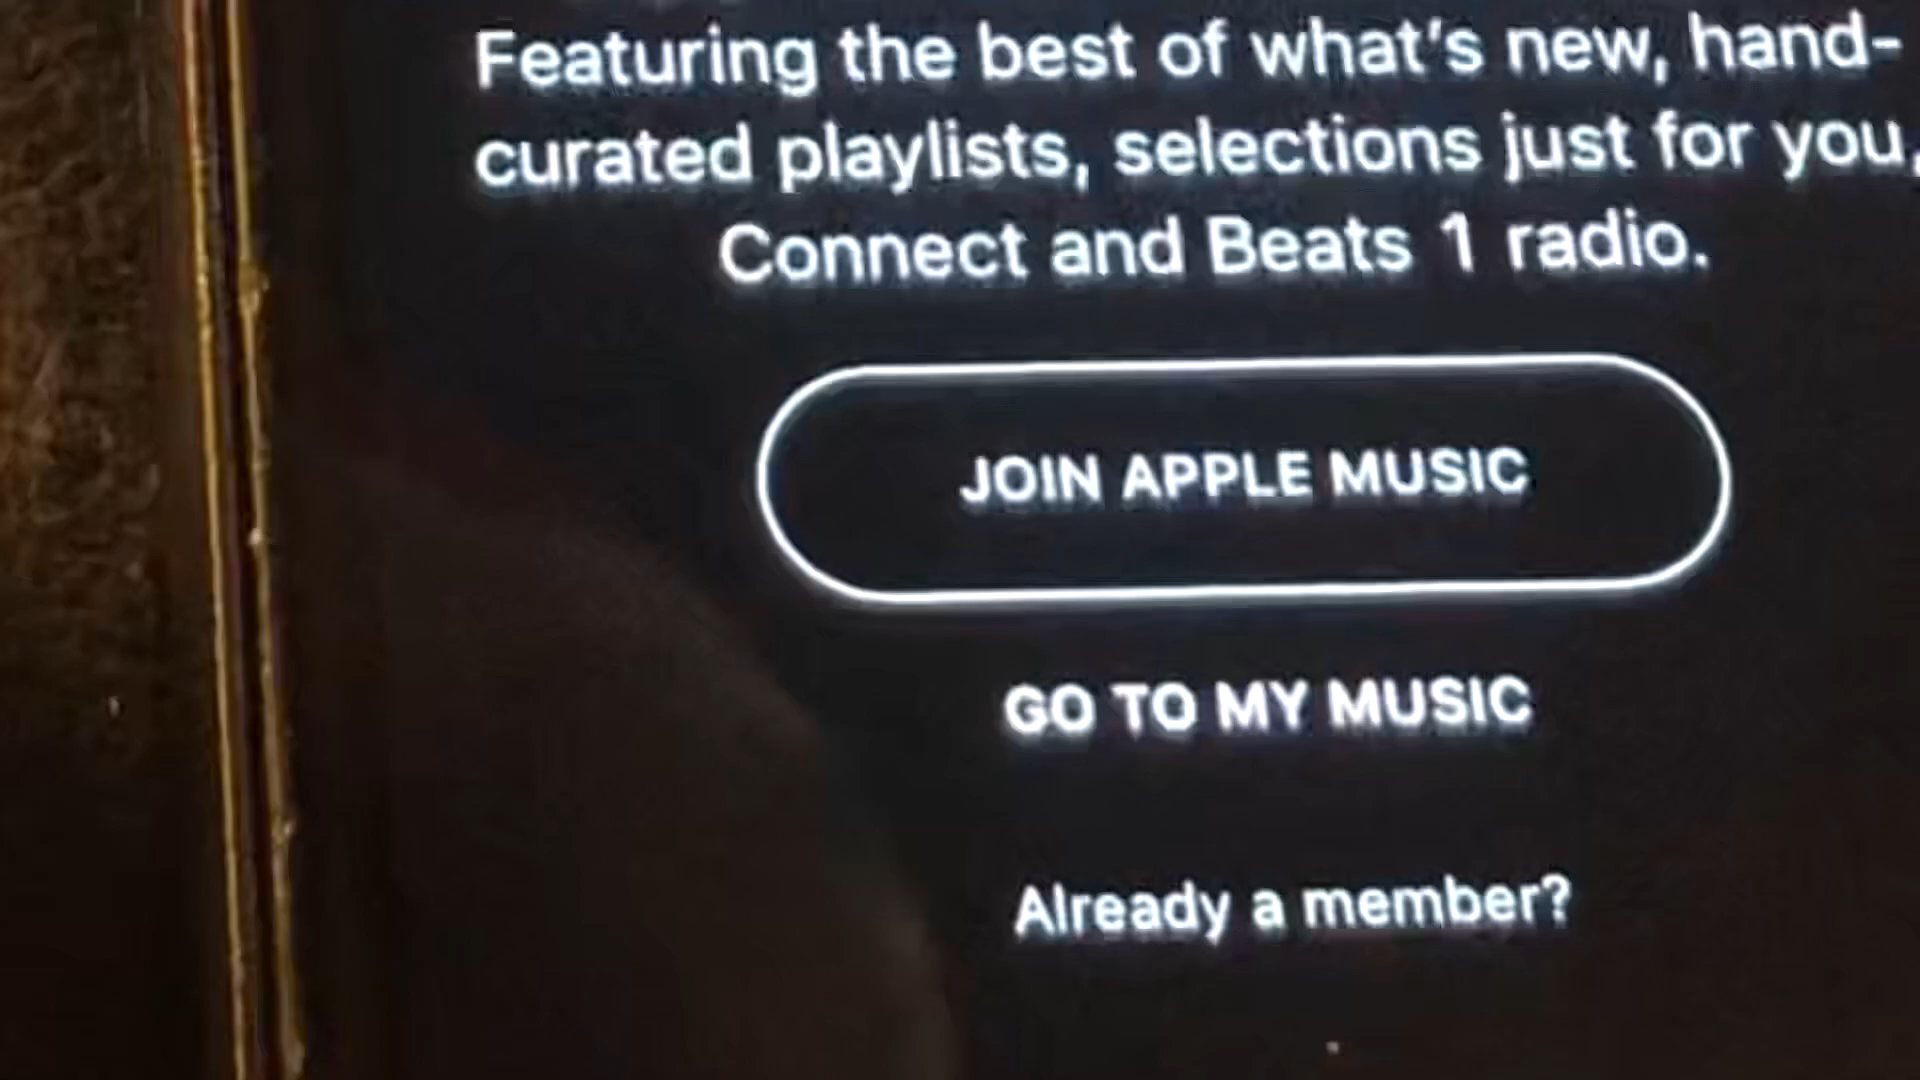 Featuring the best of what's new, hand-
curated playlists, selections just for you,
Connect and Beats 1 radio.
JOIN APPLE MUSIC
GO TO MY MUSIC
Already a member?